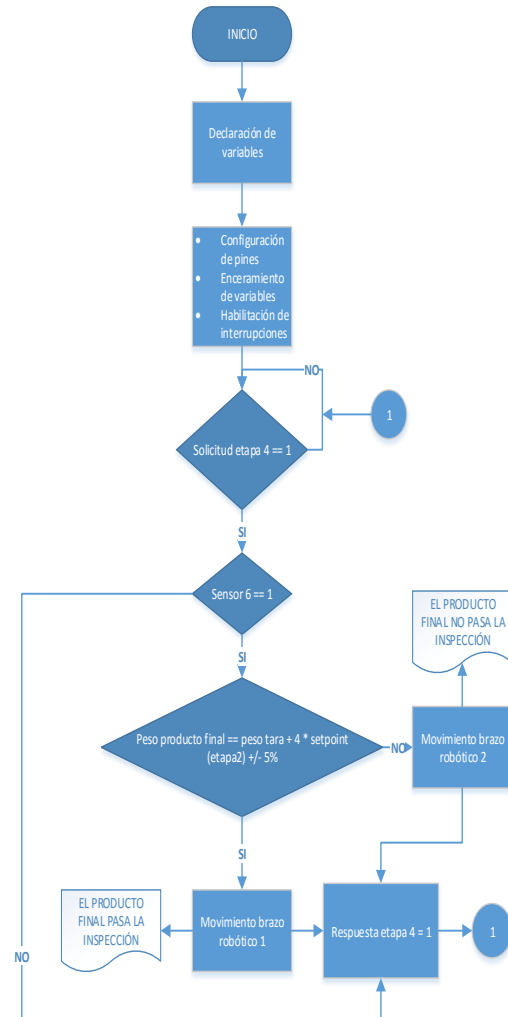 INICIO
Declaración de
variables
• Configuración
de pines
• Enceramiento
de variables
• Habilitación de
interrupciones
NO
1
Solicitud etapa 4 == 1
SI
Sensor 6 == 1
EL PRODUCTO
FINAL NO PASA LA
INSPECCIÓN
SI
Peso producto final == peso tara + 4 * setpoint
(etapa2) +/- 5%
NO
Movimiento brazo
robótico 2
SI
EL PRODUCTO
FINAL PASA LA
INSPECCIÓN
Movimiento brazo
robótico 1
Respuesta etapa 4 = 1
1
NO